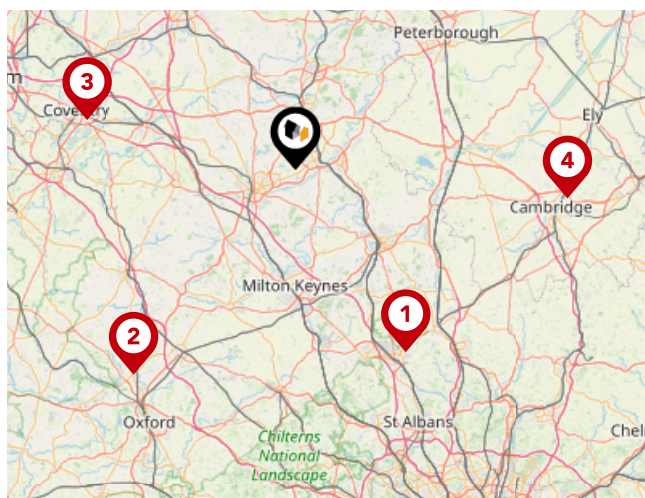 Peterborough
m
3
Coventry
Ely
4
Cambridge
Milton Keynes
1
2
Oxford
St Albans
Chel
Chilterns
National
Landscape